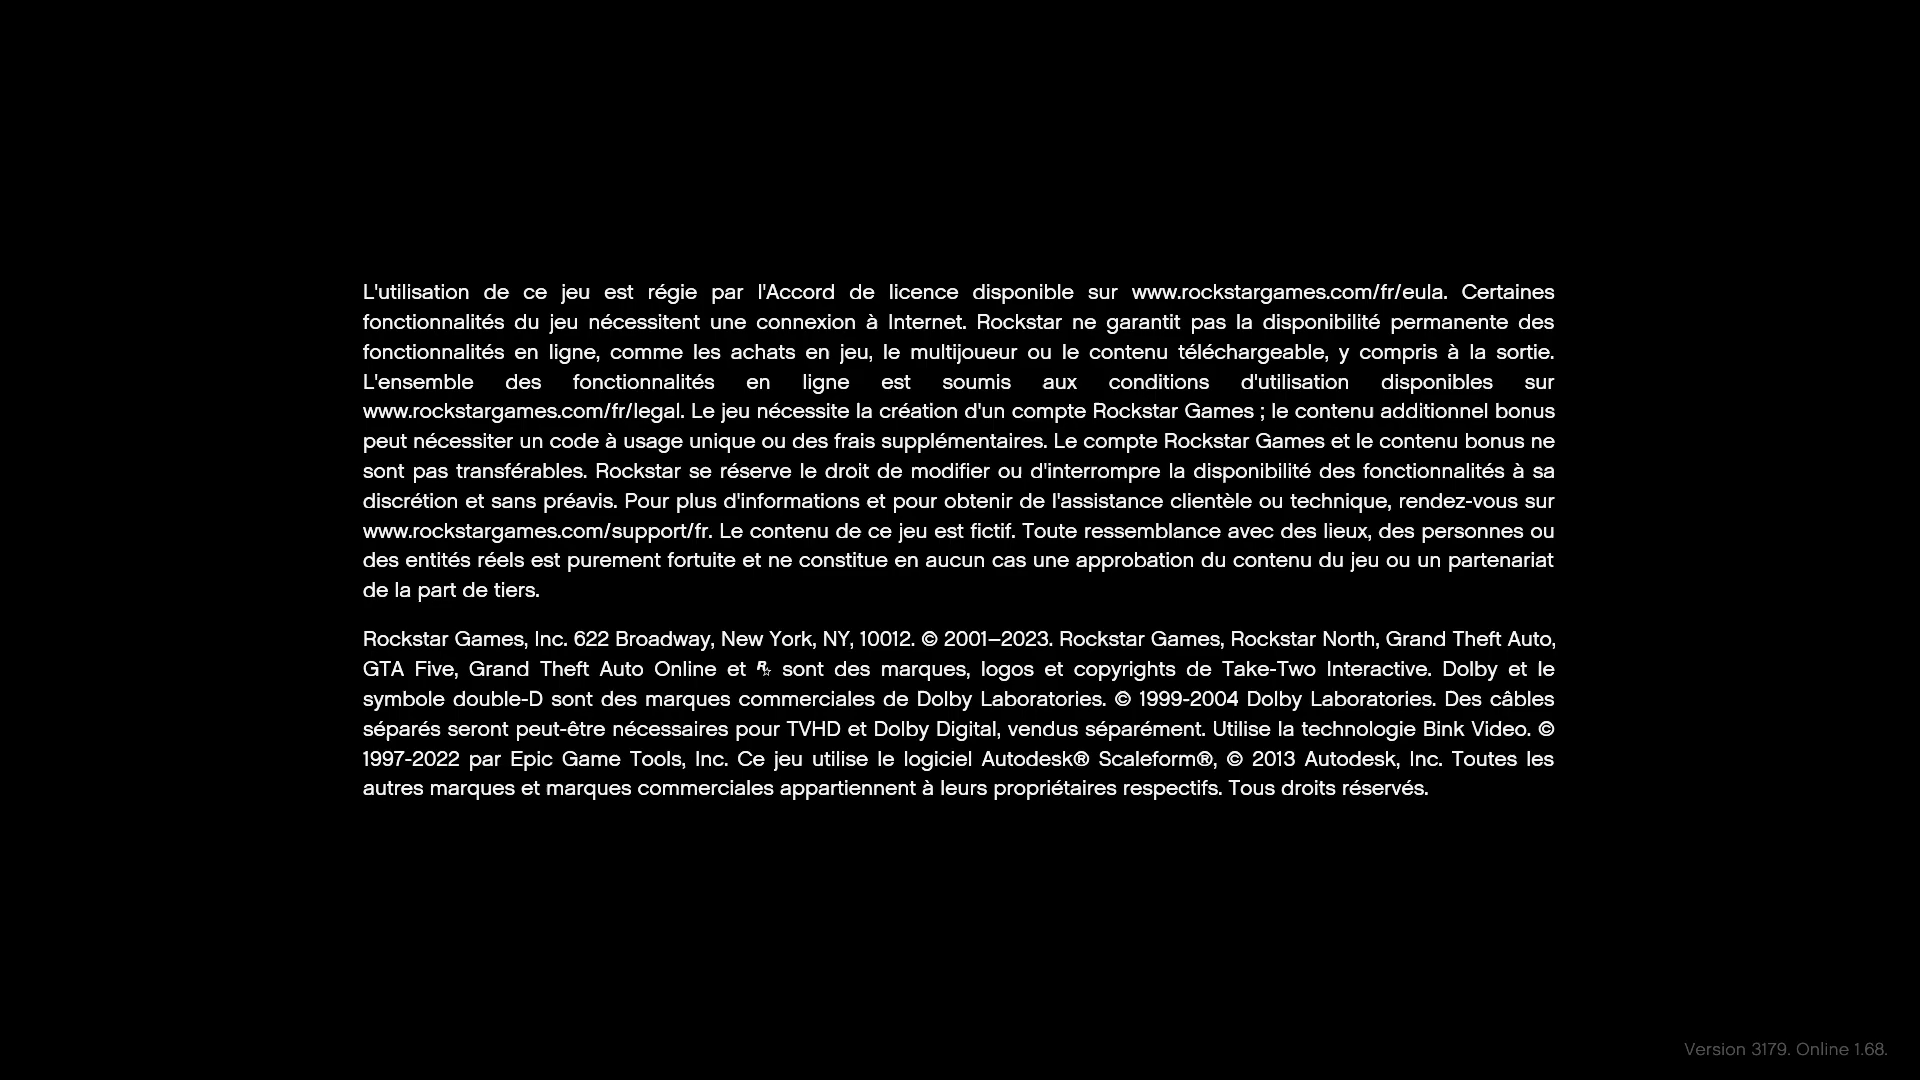 L'utilisation de ce jeu est régie par l'Accord de licence disponible sur www.rockstargames.com/fr/eula. Certaines
fonctionnalités du jeu nécessitent une connexion à Internet. Rockstar ne garantit pas la disponibilité permanente des
fonctionnalités en ligne, comme les achats en jeu, le multijoueur ou le contenu téléchargeable, y compris à la sortie.
L'ensemble des fonctionnalités en ligne est soumis aux conditions d'utilisation disponibles sur
www.rockstargames.com/fr/legal. Le jeu nécessite la création d'un compte Rockstar Games ; le contenu additionnel bonus
peut nécessiter un code à usage unique ou des frais supplémentaires. Le compte Rockstar Games et le contenu bonus ne
sont pas transférables. Rockstar se réserve le droit de modifier ou d'interrompre la disponibilité des fonctionnalités à sa
discrétion et sans préavis. Pour plus d'informations et pour obtenir de l'assistance clientèle ou technique, rendez-vous sur
www.rockstargames.com/support/fr. Le contenu de ce jeu est fictif. Toute ressemblance avec des lieux, des personnes ou
des entités réels est purement fortuite et ne constitue en aucun cas une approbation du contenu du jeu ou un partenariat
de la part de tiers.
Rockstar Games, Inc. 622 Broadway, New York, NY, 10012. © 2001–2023. Rockstar Games, Rockstar North, Grand Theft Auto,
GTA Five, Grand Theft Auto Online et R☆ sont des marques, logos et copyrights de Take-Two Interactive. Dolby et le
symbole double-D sont des marques commerciales de Dolby Laboratories. © 1999-2004 Dolby Laboratories. Des câbles
séparés seront peut-être nécessaires pour TVHD et Dolby Digital, vendus séparément. Utilise la technologie Bink Video. ©
1997-2022 par Epic Game Tools, Inc. Ce jeu utilise le logiciel Autodesk® Scaleform®, © 2013 Autodesk, Inc. Toutes les
autres marques et marques commerciales appartiennent à leurs propriétaires respectifs. Tous droits réservés.
Version 3179. Online 1.68.